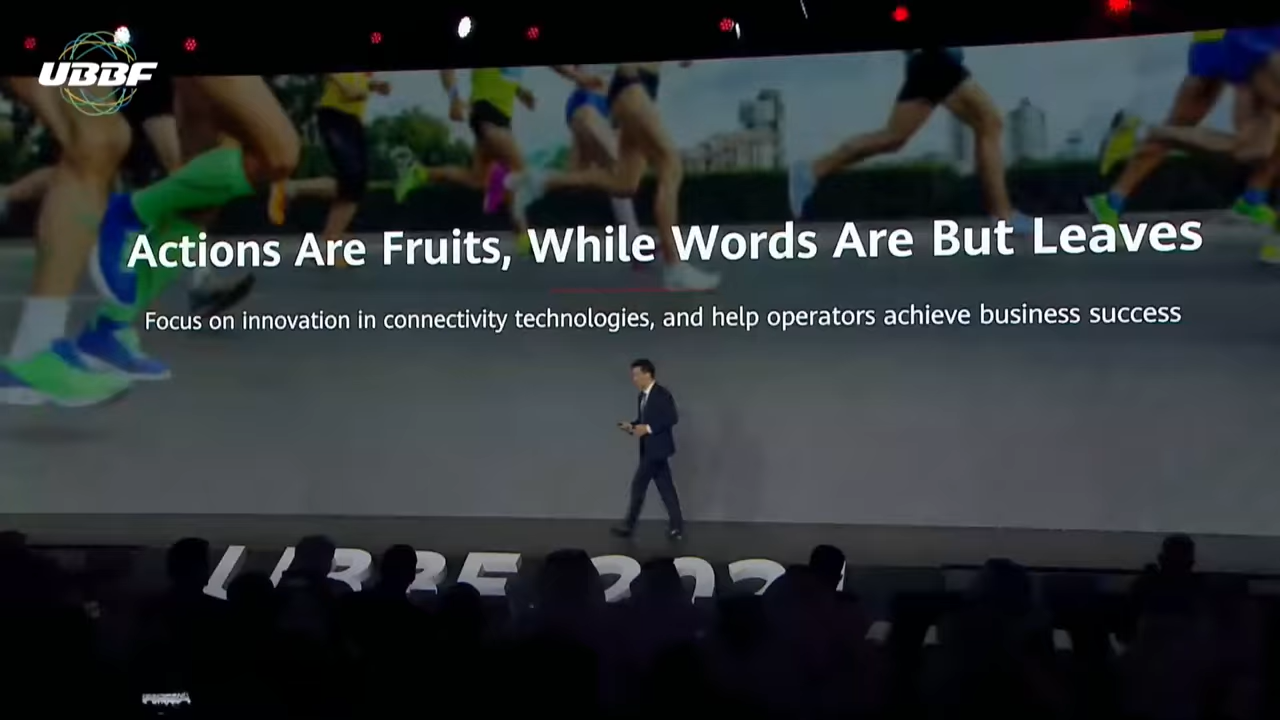 UBBF
Actions Are Fruits, While Words Are But Leaves
Focus on innovation in connectivity technologies, and help operators achieve business success
UBBF